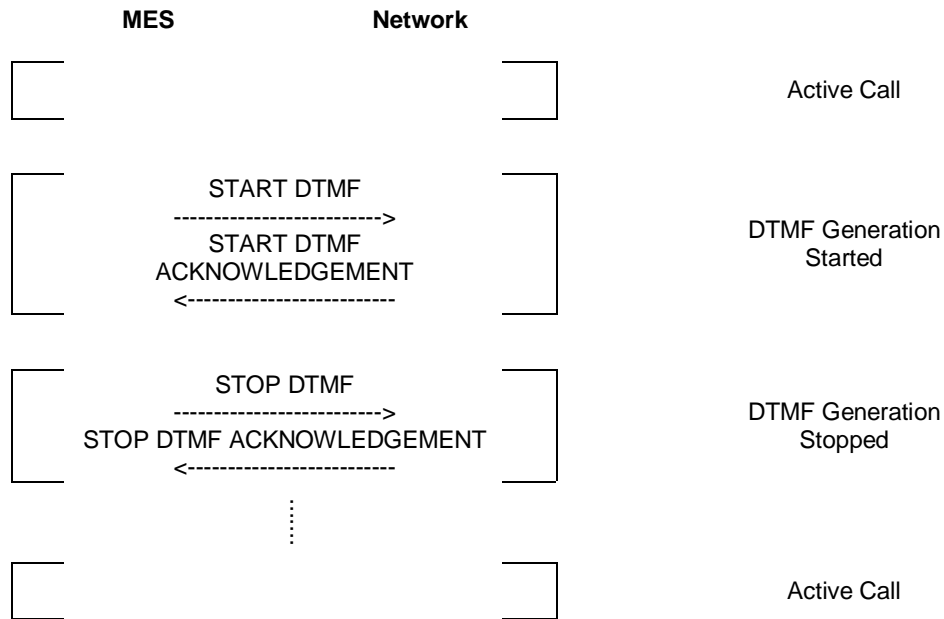 MES Network
Active Call
START DTMF
-------------------------->
START DTMF
ACKNOWLEDGEMENT
<--------------------------
DTMF Generation
Started
STOP DTMF
-------------------------->
STOP DTMF ACKNOWLEDGEMENT
<--------------------------
DTMF Generation
Stopped
Active Call